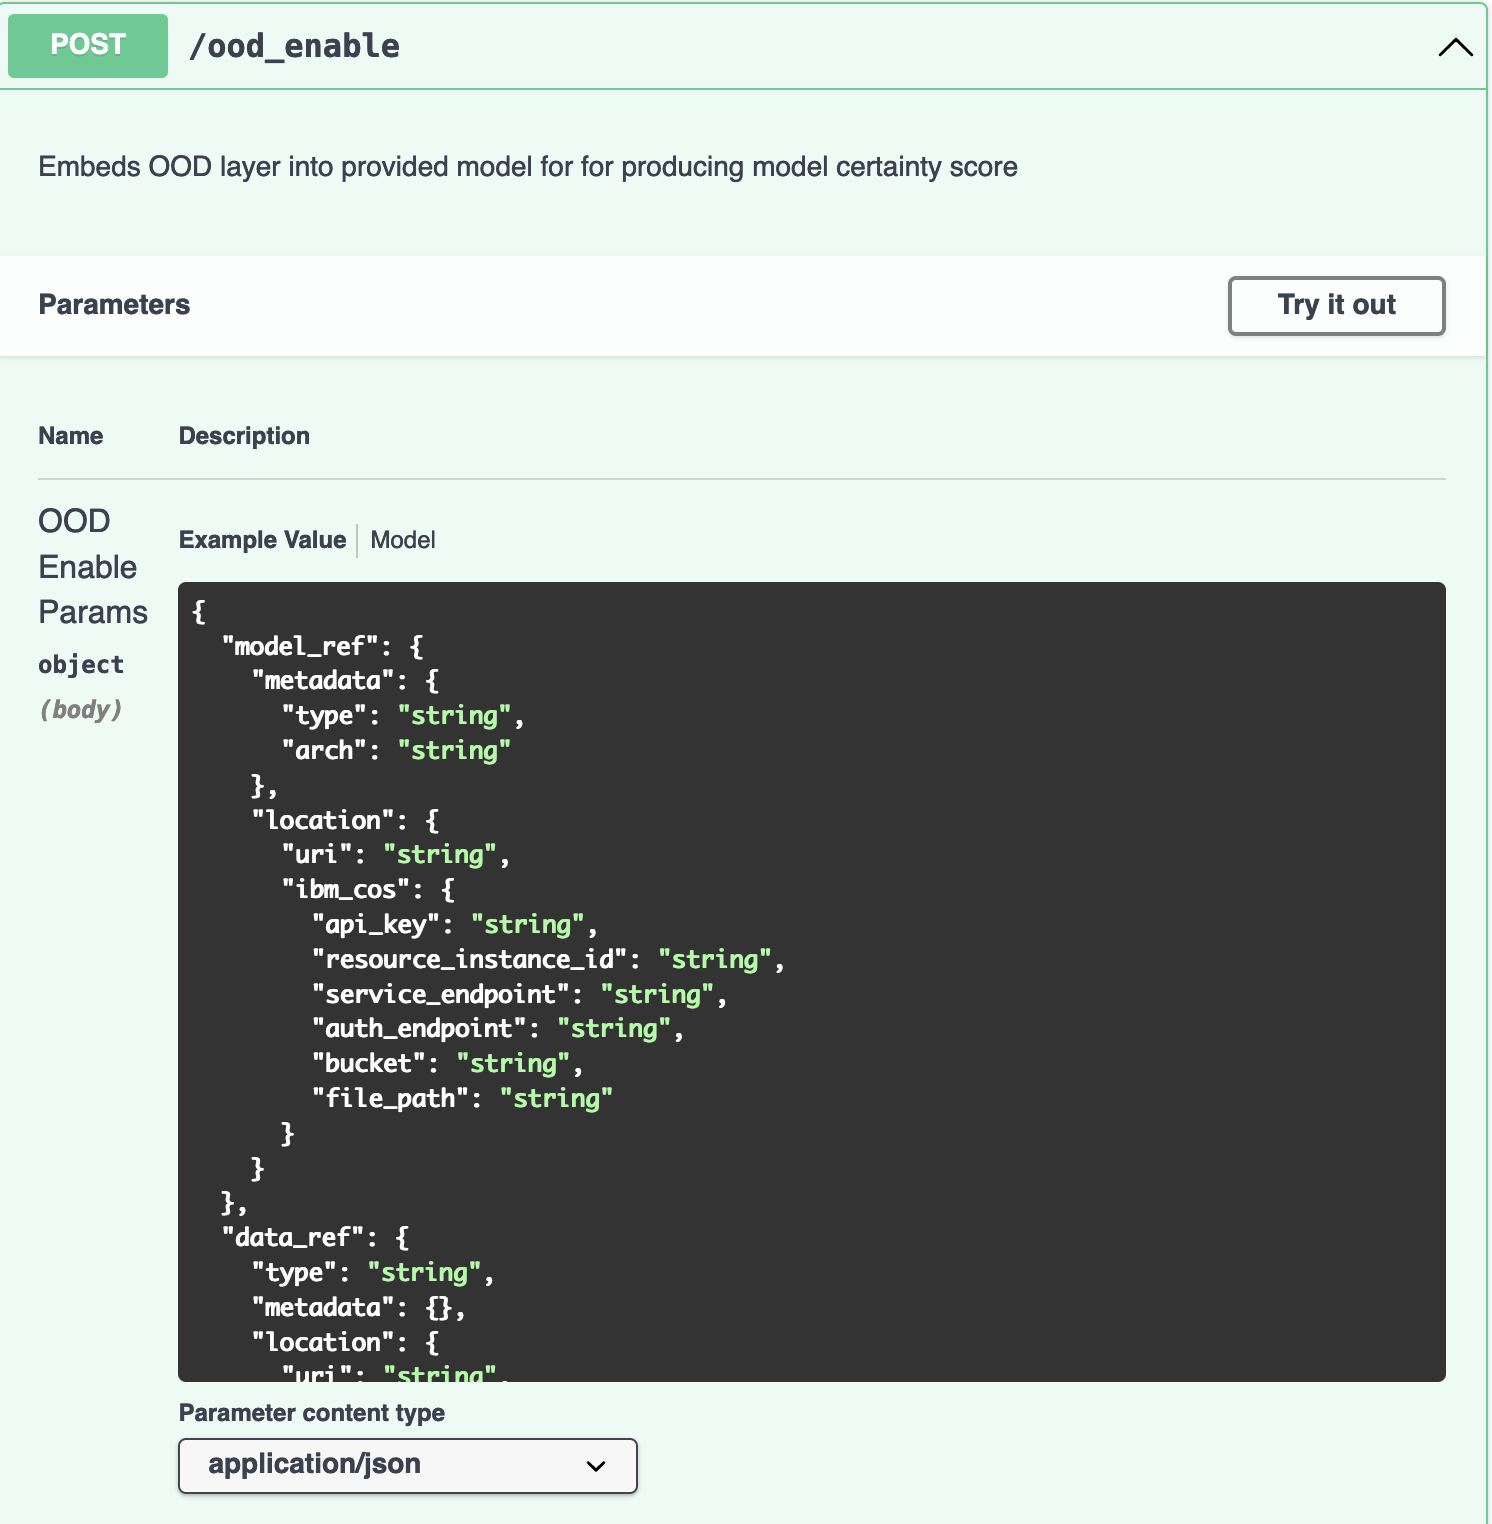 POST /ood_enable
Embeds OOD layer into provided model for for producing model certainty score
Parameters
Try it out
Name Description
OOD
Enable
Params
object
(body)
Example Value Model
{
  "model_ref": {
    "metadata": {
      "type": "string",
      "arch": "string"
    },
    "location": {
      "uri": "string",
      "ibm_cos": {
        "api_key": "string",
        "resource_instance_id": "string",
        "service_endpoint": "string",
        "auth_endpoint": "string",
        "bucket": "string",
        "file_path": "string"
      }
    }
  },
  "data_ref": {
    "type": "string",
    "metadata": {},
    "location": {
      "uri": "string",
Parameter content type
application/json